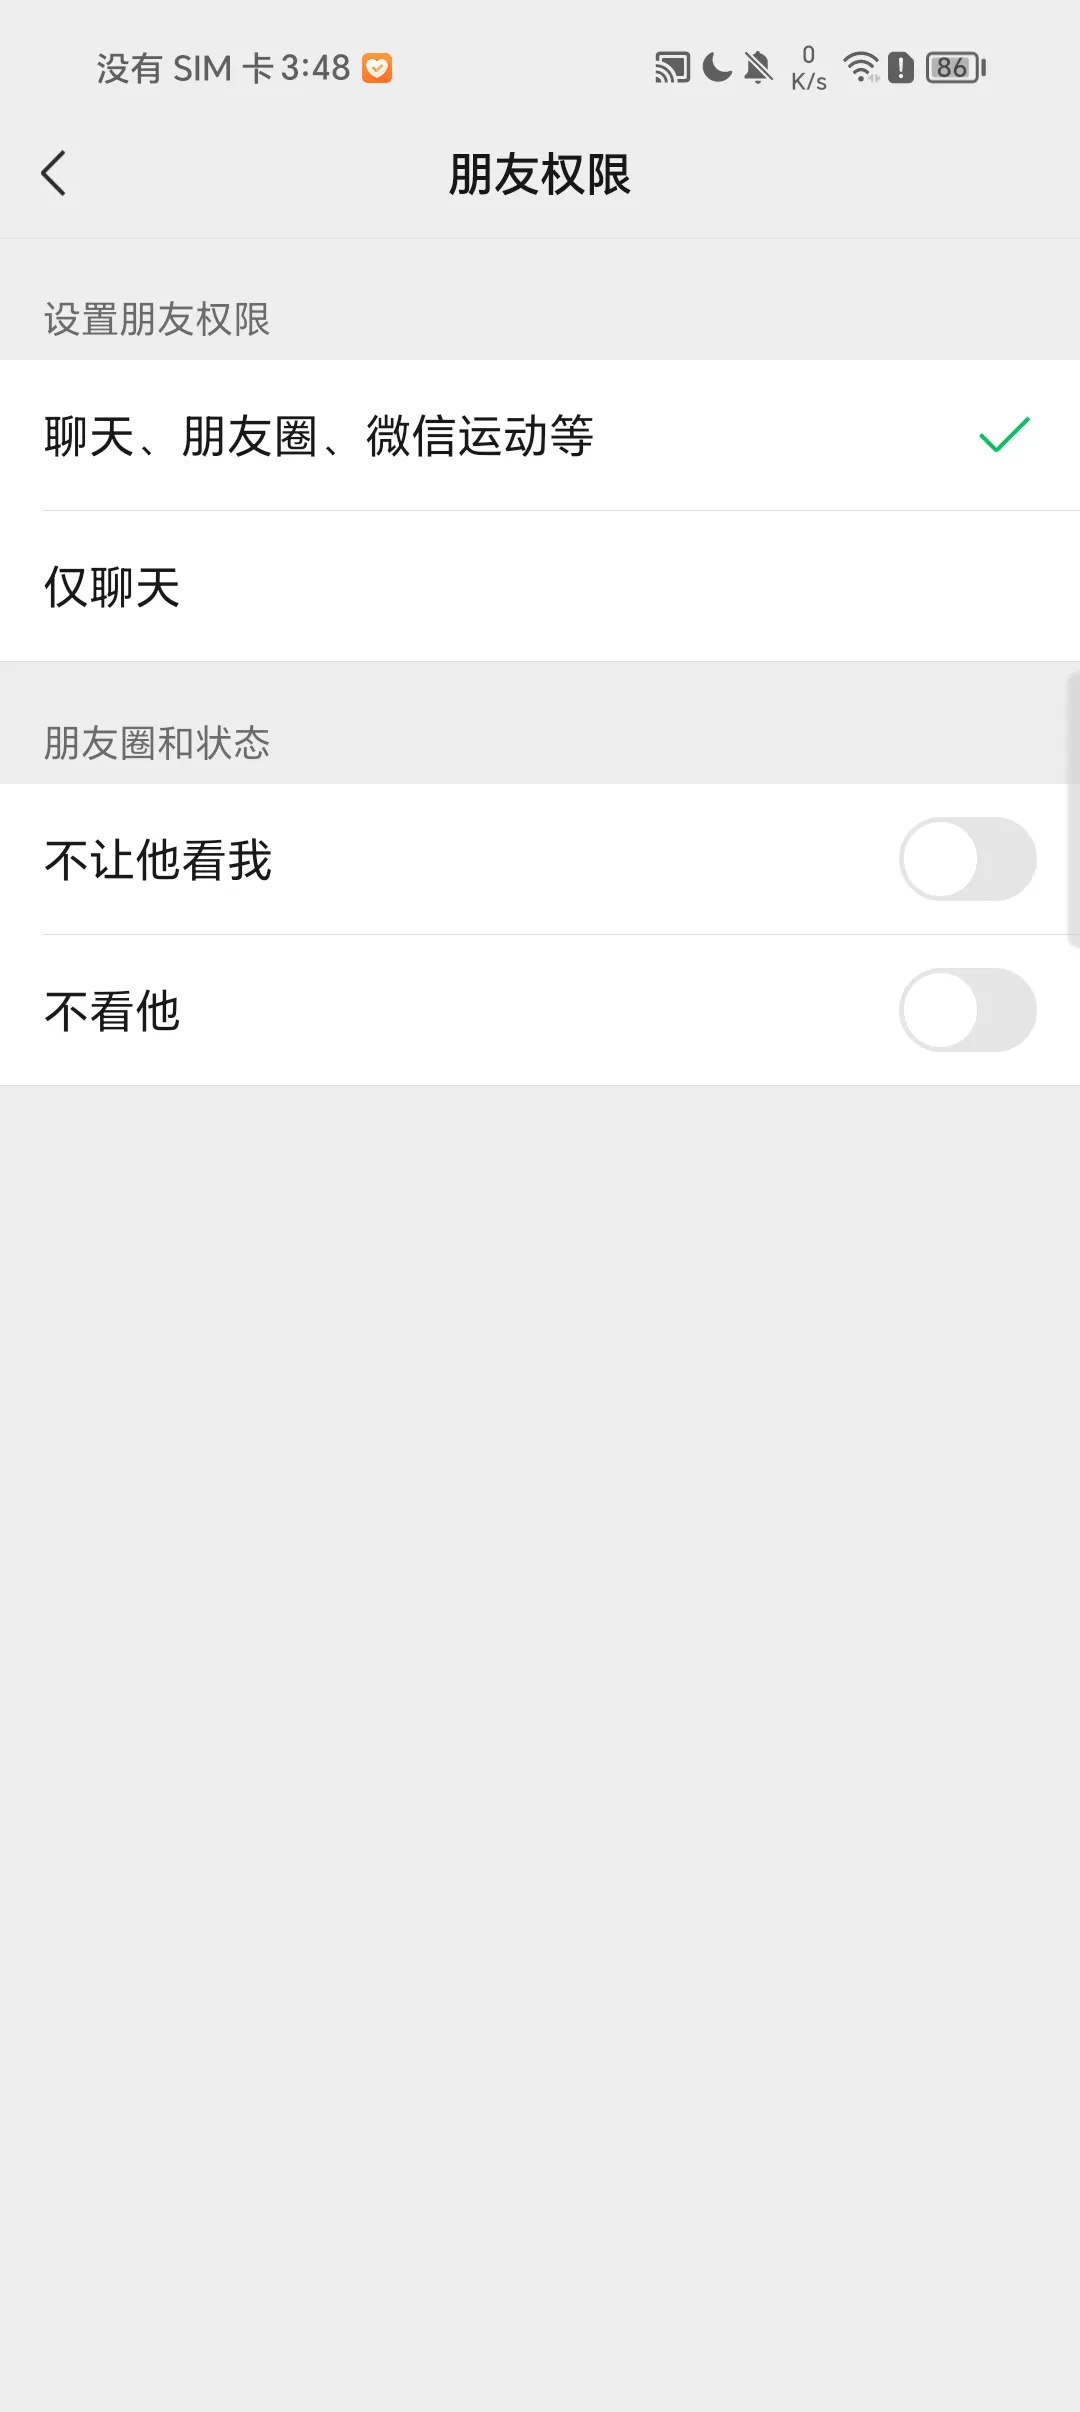 没有 SIM 卡 3:48
0
K/s
86
朋友权限
设置朋友权限
聊天、朋友圈、微信运动等
仅聊天
朋友圈和状态
不让他看我
不看他